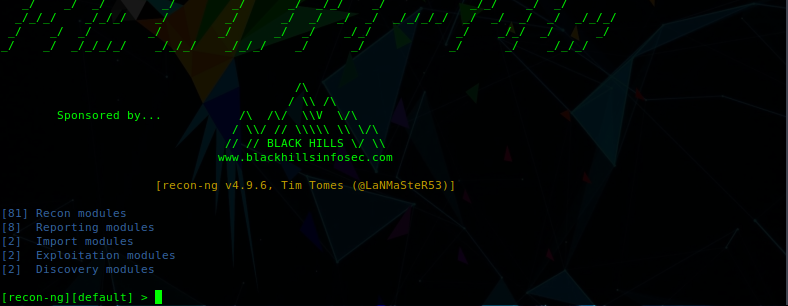 Sponsored by...
BLACK HILLS
www.blackhillsinfosec.com
[recon-ng v4.9.6, Tim Tomes (@LaNMaSteR53)]
[81] Recon modules
[8]  Reporting modules
[2]  Import modules
[2]  Exploitation modules
[2]  Discovery modules
[recon-ng][default] >